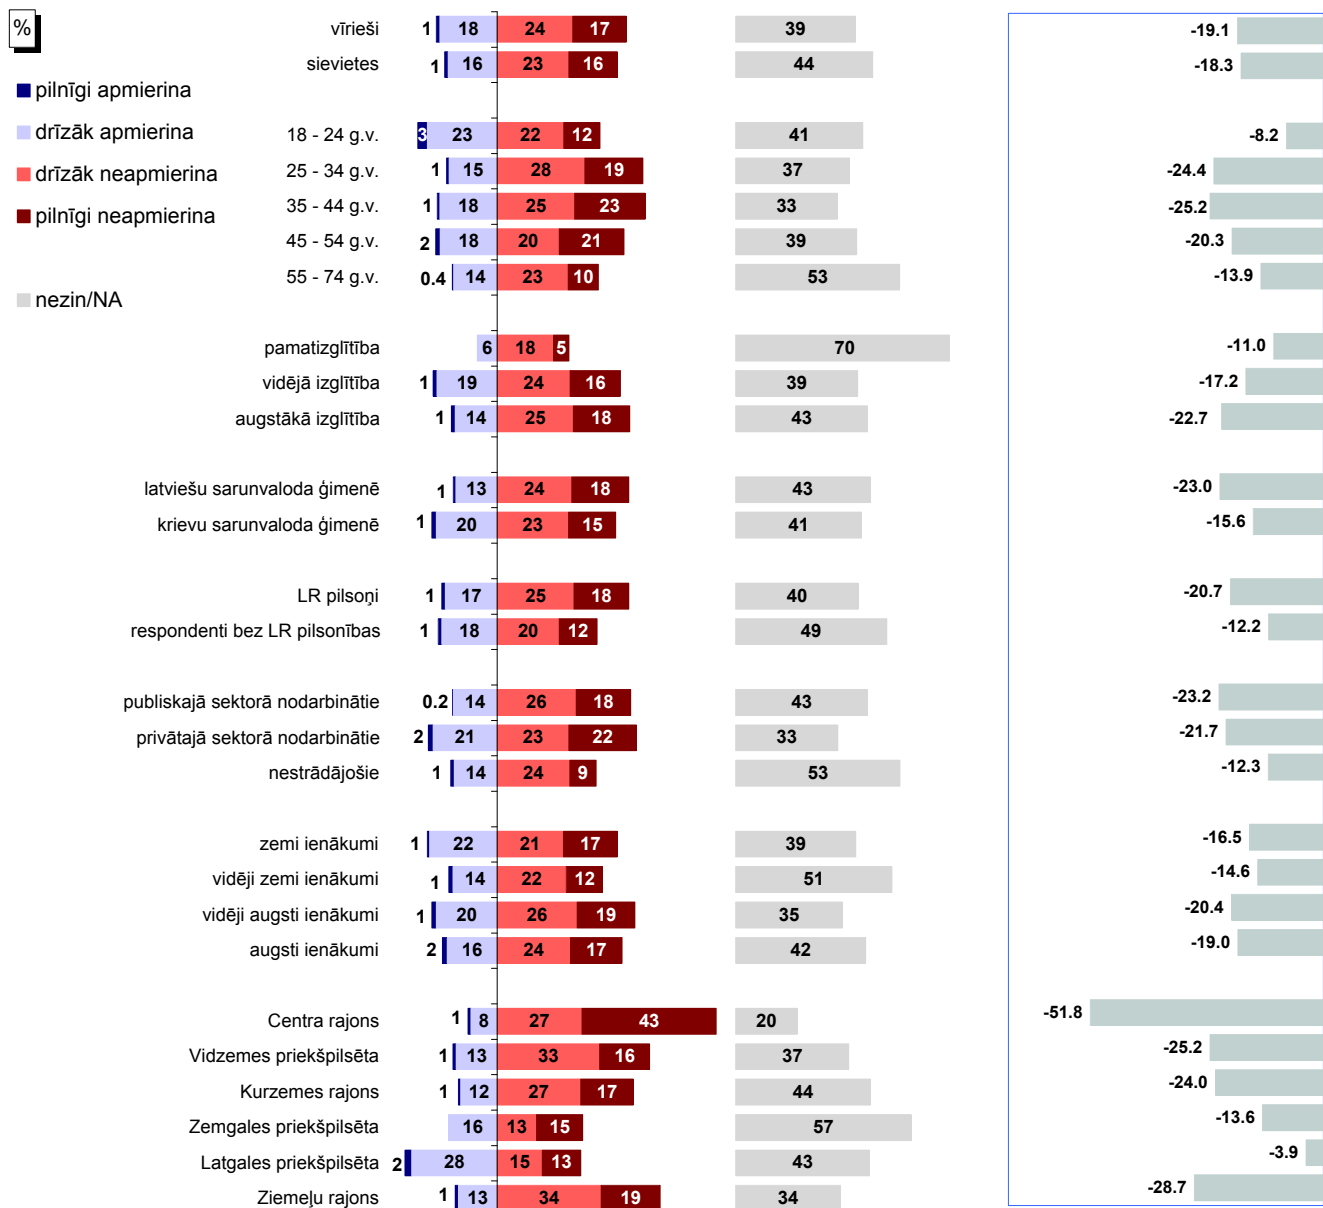 %
pilnīgi apmierina
drīzāk apmierina
drīzāk neapmierina
pilnīgi neapmierina
nezin/NA
vīrieši 1 18 24 17 39 -19.1
sievietes 1 16 23 16 44 -18.3
18 - 24 g.v. 3 23 22 12 41 -8.2
25 - 34 g.v. 1 15 28 19 37 -24.4
35 - 44 g.v. 1 18 25 23 33 -25.2
45 - 54 g.v. 2 18 20 21 39 -20.3
55 - 74 g.v. 0.4 14 23 10 53 -13.9
pamatizglītība 6 18 5 70 -11.0
vidējā izglītība 1 19 24 16 39 -17.2
augstākā izglītība 1 14 25 18 43 -22.7
latviešu sarunvaloda ģimenē 1 13 24 18 43 -23.0
krievu sarunvaloda ģimenē 1 20 23 15 41 -15.6
LR pilsoņi 1 17 25 18 40 -20.7
respondenti bez LR pilsonības 1 18 20 12 49 -12.2
publiskajā sektorā nodarbinātie 0.2 14 26 18 43 -23.2
privātajā sektorā nodarbinātie 2 21 23 22 33 -21.7
nestrādājošie 1 14 24 9 53 -12.3
zemi ienākumi 1 22 21 17 39 -16.5
vidēji zemi ienākumi 1 14 22 12 51 -14.6
vidēji augsti ienākumi 1 20 26 19 35 -20.4
augsti ienākumi 2 16 24 17 42 -19.0
Centra rajons 1 8 27 43 20 -51.8
Vidzemes priekšpilsēta 1 13 33 16 37 -25.2
Kurzemes rajons 1 12 27 17 44 -24.0
Zemgales priekšpilsēta 16 13 15 57 -13.6
Latgales priekšpilsēta 2 28 15 13 43 -3.9
Ziemeļu rajons 1 13 34 19 34 -28.7